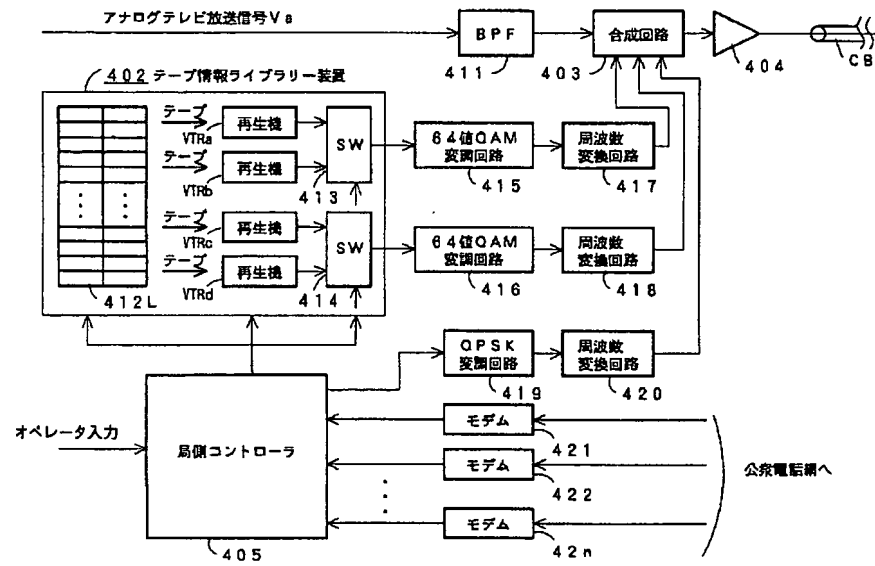 アナログテレビ放送信号Va
BPF
411
合成回路
403
404
CB
402 テープ情報ライブラリー装置
テープ
VTRa
再生機
テープ
VTRb
再生機
SW
413
64値QAM
変調回路
415
周波数
変換回路
417
テープ
VTRc
再生機
テープ
VTRd
再生機
SW
414
64値QAM
変調回路
416
周波数
変換回路
418
412L
QPSK
変調回路
419
周波数
変換回路
420
オペレータ入力
局側コントローラ
405
モデム
421
モデム
422
モデム
42n
公衆電話網へ